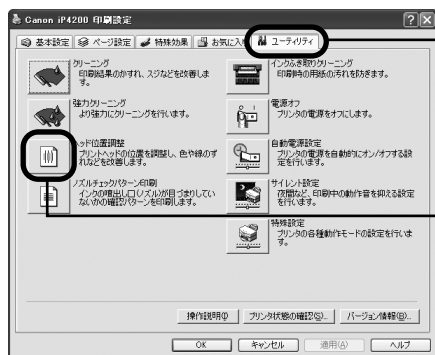 Canon iP4200 印刷設定
基本設定 ページ設定 特殊効果 お気に入り ユーティリティ
クリーニング
印刷結果のかすれ、スジなどを改善しま
す。
強力クリーニング
より強力にクリーニングを行います。
ヘッド位置調整
プリントヘッドの位置を調整し、色や線のず
れなどを改善します。
ノズルチェックパターン印刷
インクの噴出し口(ノズル)が目づまりしてい
ないかの確認パターンを印刷します。
インクふき取りクリーニング
印刷時の用紙の汚れを防ぎます。
電源オフ
プリンタの電源をオフにします。
自動電源設定
プリンタの電源を自動的にオン/オフする設
定を行います。
サイレント設定
夜間など、印刷中の動作音を抑える設定
を行います。
特殊設定
プリンタの各種動作モードの設定を行いま
す。
操作説明(I) プリンタ状態の確認(S)... バージョン情報(B)...
OK キャンセル 適用(A) ヘルプ